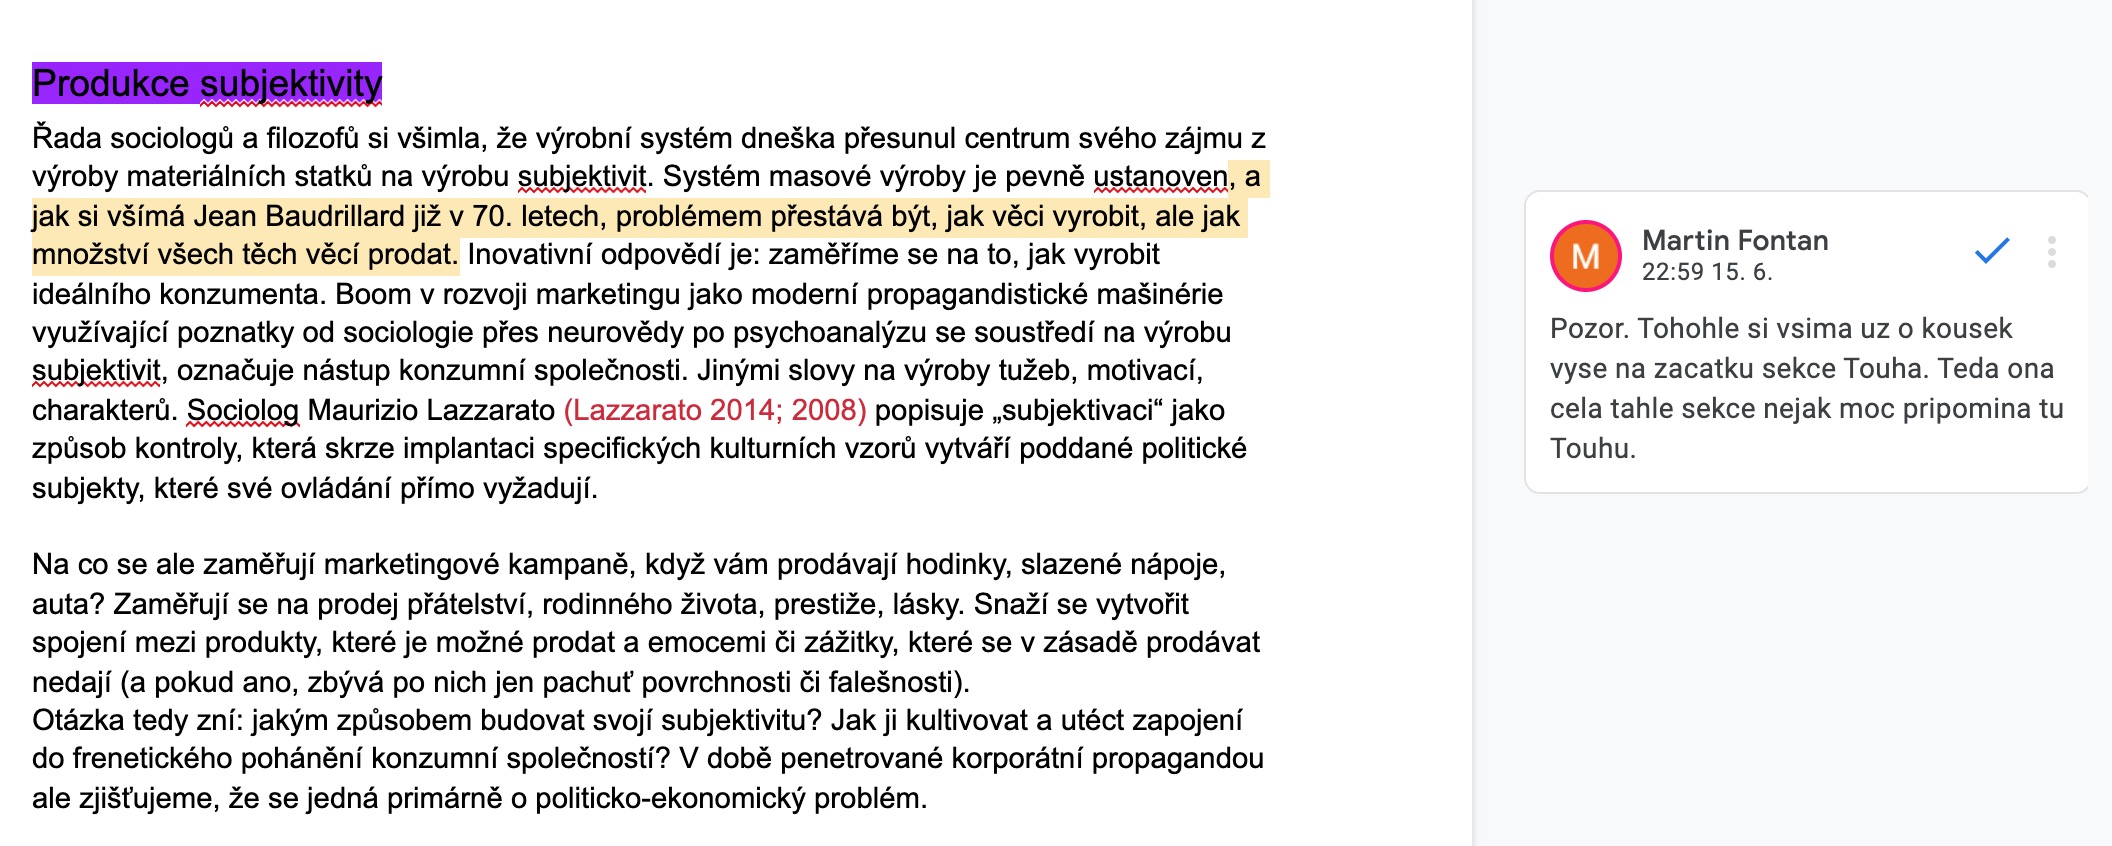 Produkce subjektivity
Řada sociologů a filozofů si všimla, že výrobní systém dneška přesunul centrum svého zájmu z
výroby materiálních statků na výrobu subjektivit. Systém masové výroby je pevně ustanoven, a
jak si všímá Jean Baudrillard již v 70. letech, problémem přestává být, jak věci vyrobit, ale jak
množství všech těch věcí prodat. Inovativní odpovědí je: zaměříme se na to, jak vyrobit
ideálního konzumenta. Boom v rozvoji marketingu jako moderní propagandistické mašinérie
využívající poznatky od sociologie přes neurovědy po psychoanalýzu se soustředí na výrobu
subjektivit, označuje nástup konzumní společnosti. Jinými slovy na výroby tužeb, motivací,
charakterů. Sociolog Maurizio Lazzarato (Lazzarato 2014; 2008) popisuje „subjektivaci“ jako
způsob kontroly, která skrze implantaci specifických kulturních vzorů vytváří poddané politické
subjekty, které své ovládání přímo vyžadují.
Na co se ale zaměřují marketingové kampaně, když vám prodávají hodinky, slazené nápoje,
auta? Zaměřují se na prodej přátelství, rodinného života, prestiže, lásky. Snaží se vytvořit
spojení mezi produkty, které je možné prodat a emocemi či zážitky, které se v zásadě prodávat
nedají (a pokud ano, zbývá po nich jen pachuť povrchnosti či falešnosti).
Otázka tedy zní: jakým způsobem budovat svojí subjektivitu? Jak ji kultivovat a utéct zapojení
do frenetického pohánění konzumní společností? V době penetrované korporátní propagandou
ale zjišťujeme, že se jedná primárně o politicko-ekonomický problém.
M
Martin Fontan
22:59 15. 6.
Pozor. Tohohle si vsima uz o kousek
vyse na zacatku sekce Touha. Teda ona
cela tahle sekce nejak moc pripomina tu
Touhu.